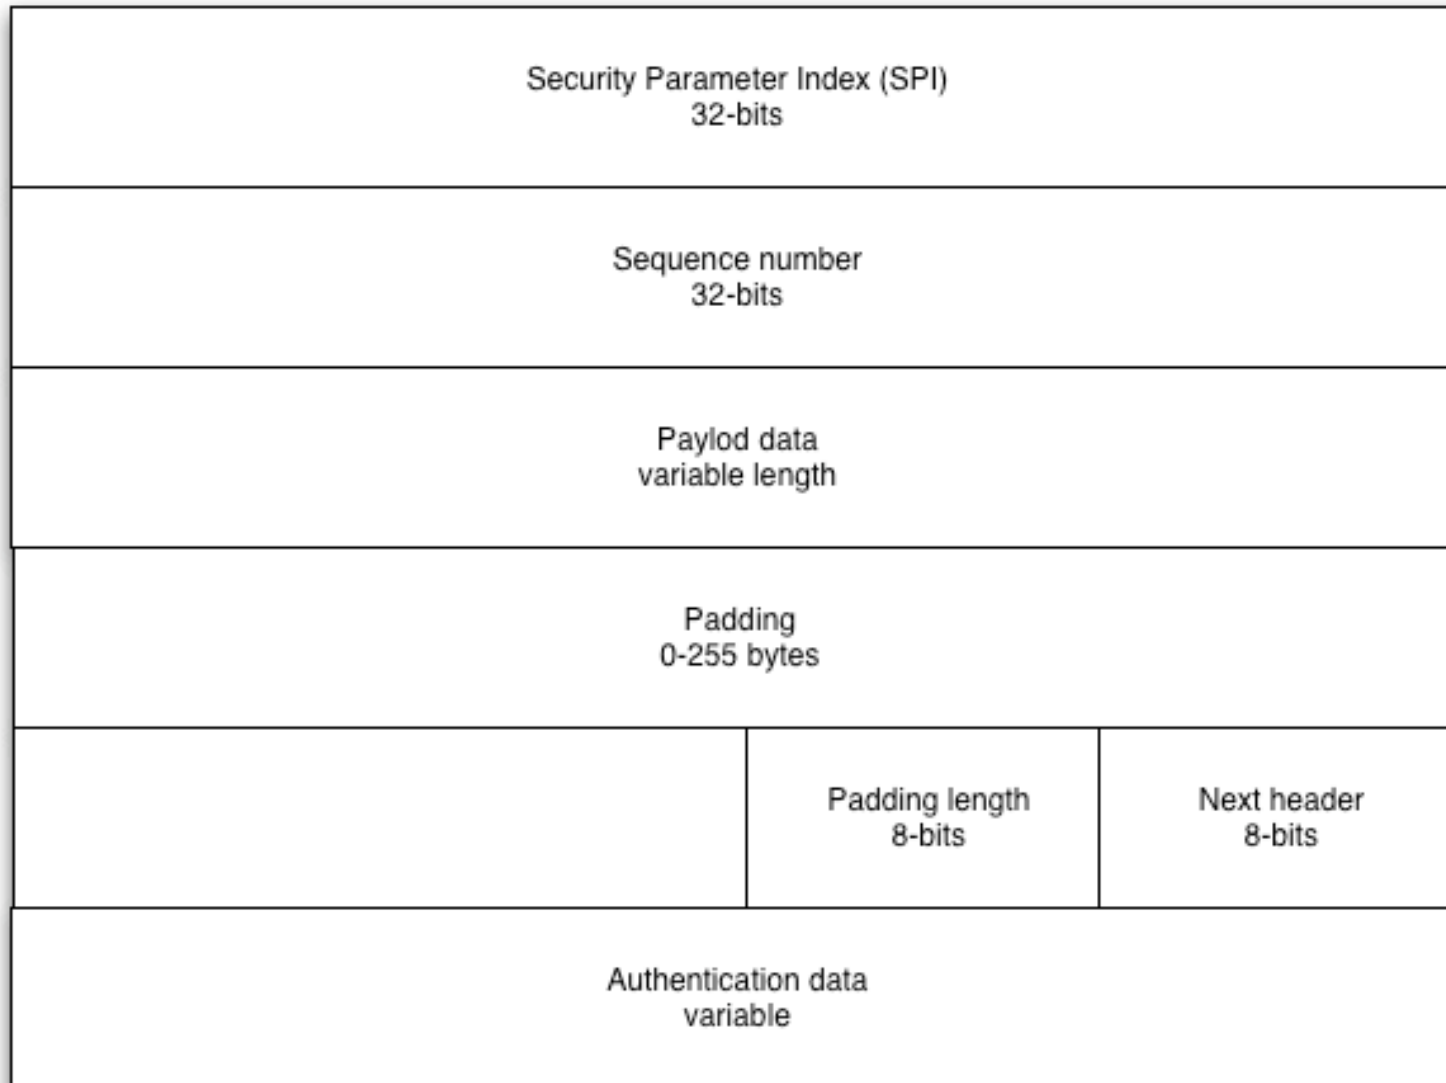 Security Parameter Index (SPI)
32-bits
Sequence number
32-bits
Paylod data
variable length
Padding
0-255 bytes
Padding length
8-bits
Next header
8-bits
Authentication data
variable